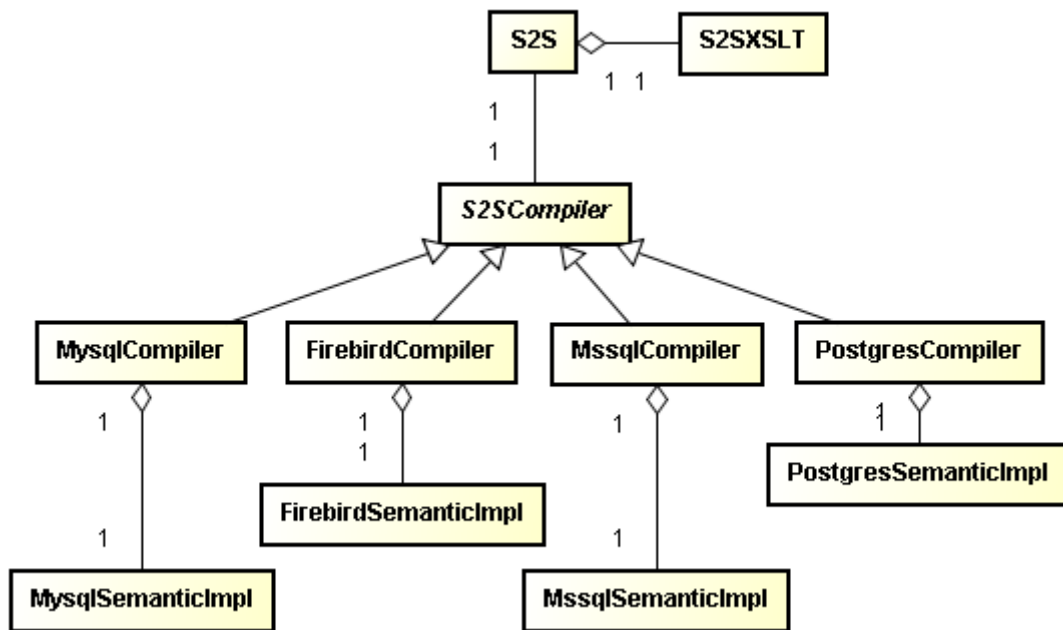 S2S
S2SXSLT
1 1
1
1
S2SCompiler
MysqlCompiler
FirebirdCompiler
MssqlCompiler
PostgresCompiler
1
1
1
1
1
1
PostgresSemanticImpl
FirebirdSemanticImpl
1
1
MysqlSemanticImpl
MssqlSemanticImpl